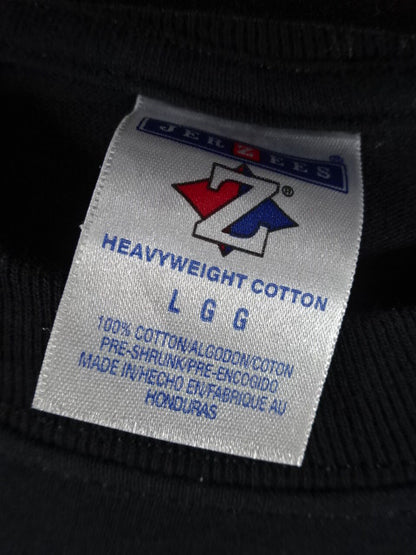 JERZEES®
Z®
HEAVYWEIGHT COTTON
L G G
100% COTTON/ALGODON/COTON
PRE-SHRUNK/PRE-ENCOGIDO
MADE IN/HECHO EN/FABRIQUE AU
HONDURAS